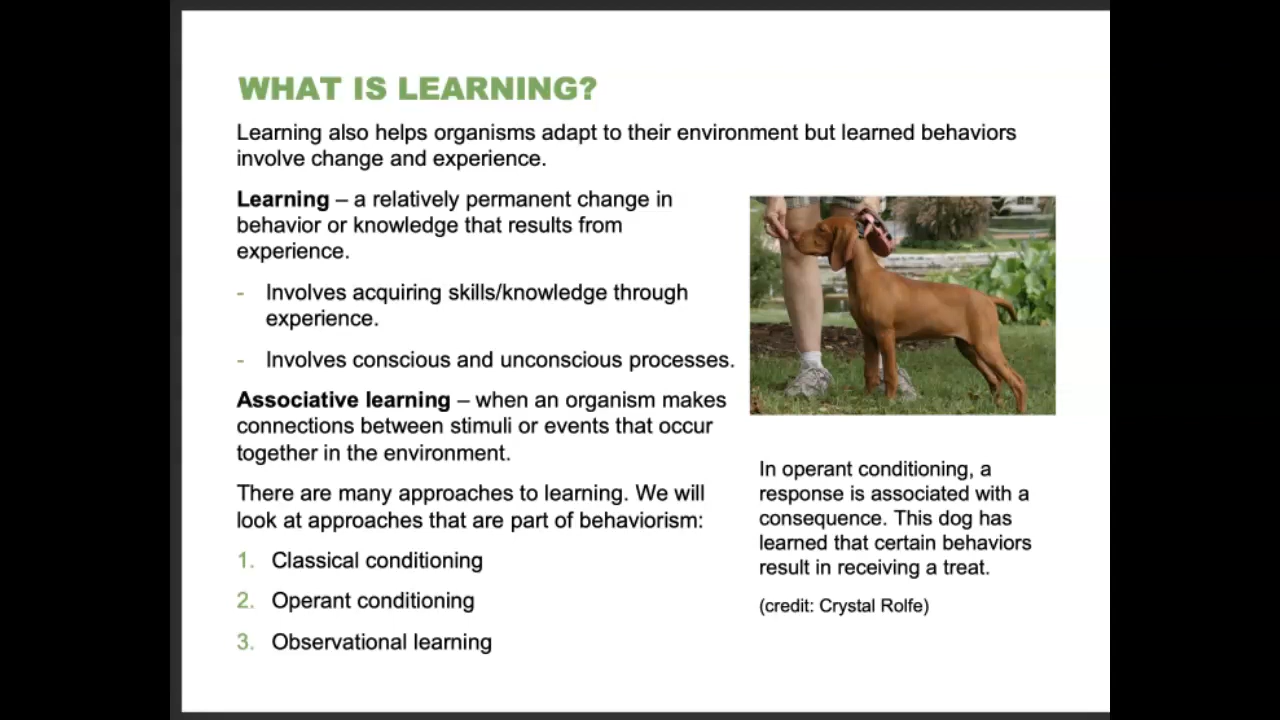 WHAT IS LEARNING?
Learning also helps organisms adapt to their environment but learned behaviors
involve change and experience.
Learning – a relatively permanent change in
behavior or knowledge that results from
experience.
- Involves acquiring skills/knowledge through
experience.
- Involves conscious and unconscious processes.
Associative learning – when an organism makes
connections between stimuli or events that occur
together in the environment.
There are many approaches to learning. We will
look at approaches that are part of behaviorism:
1. Classical conditioning
2. Operant conditioning
3. Observational learning
In operant conditioning, a
response is associated with a
consequence. This dog has
learned that certain behaviors
result in receiving a treat.
(credit: Crystal Rolfe)